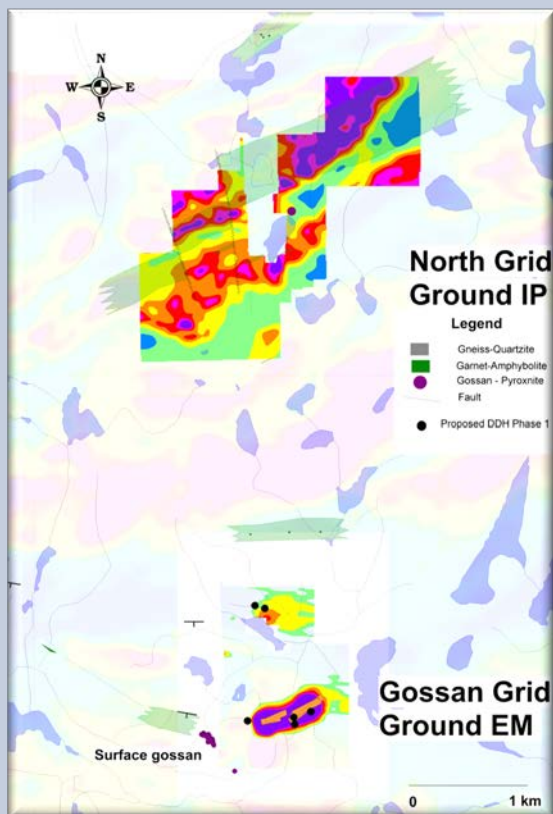 N
W E
S
North Grid
Ground IP
Legend
Gneiss-Quartzite
Garnet-Amphybolite
Gossan - Pyroxnite
Fault
Proposed DDH Phase 1
Gossan Grid
Ground EM
Surface gossan
0 1 km